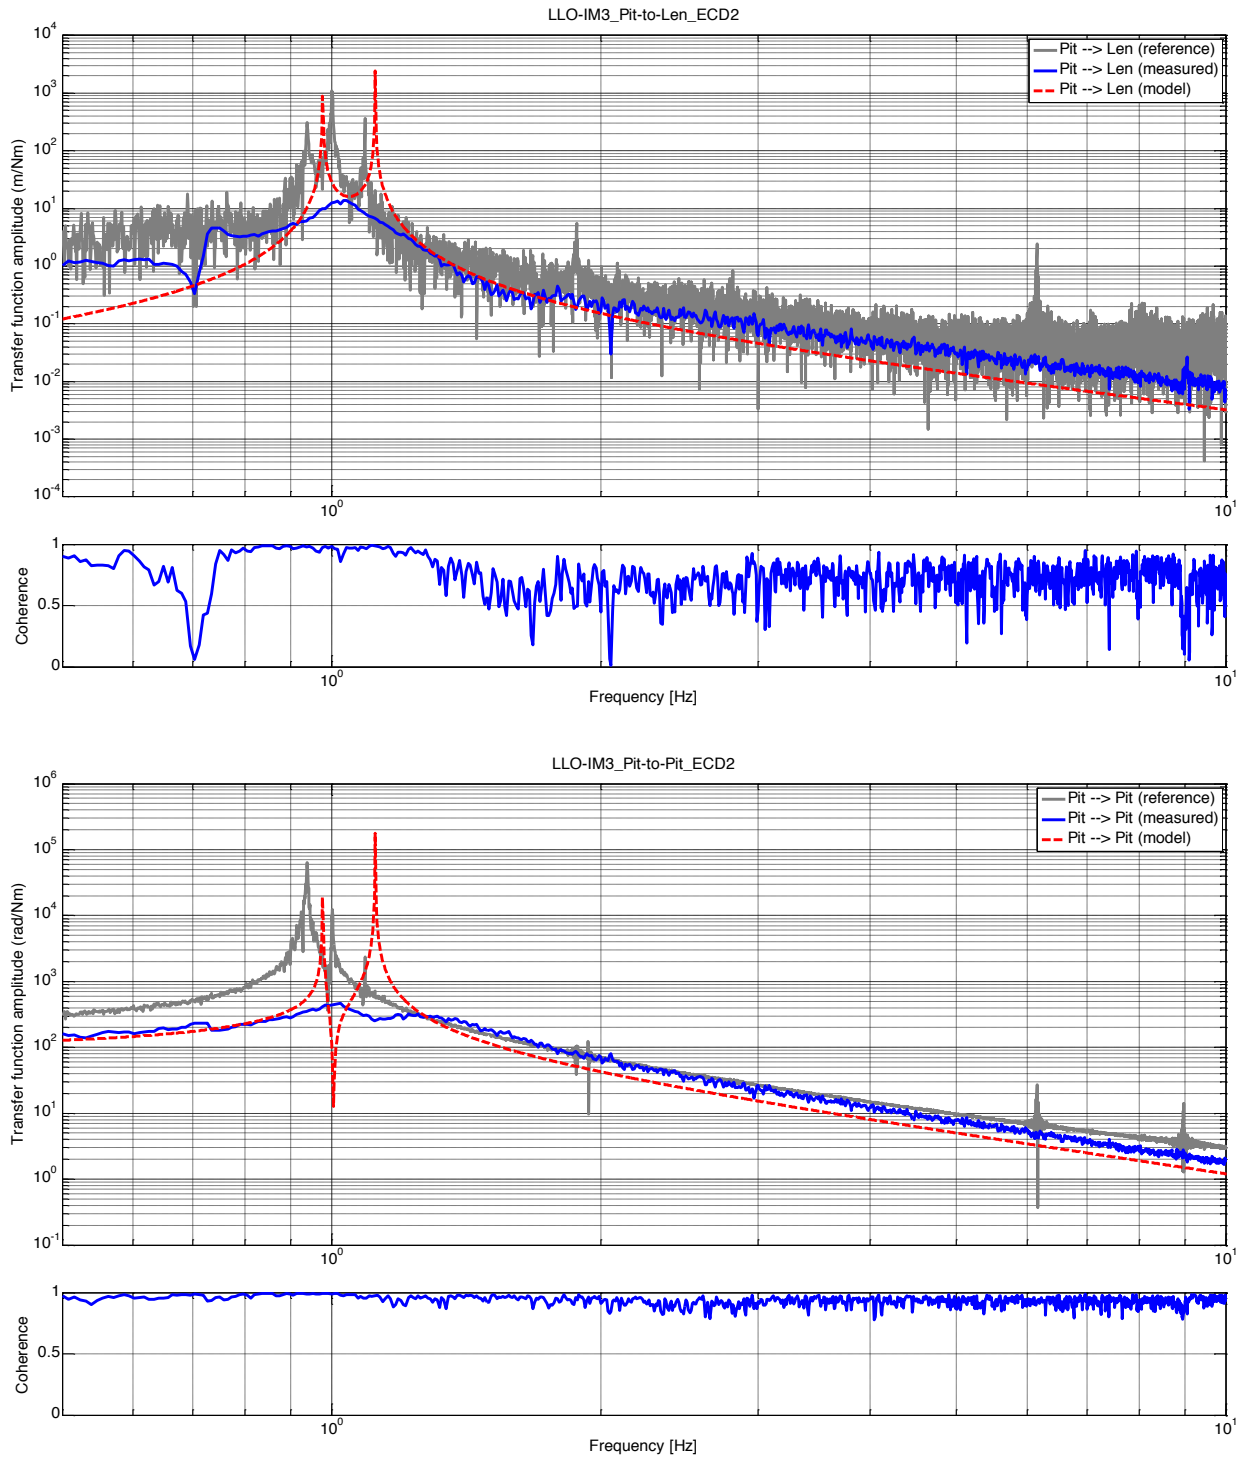 LLO-IM3_Pit-to-Len_ECD2
Transfer function amplitude (m/Nm)
10^4
10^3
10^2
10^1
10^0
10^-1
10^-2
10^-3
10^-4
Pit --> Len (reference)
Pit --> Len (measured)
Pit --> Len (model)
10^0
10^1
Coherence
1
0.5
0
10^0
10^1
Frequency [Hz]
LLO-IM3_Pit-to-Pit_ECD2
Transfer function amplitude (rad/Nm)
10^6
10^5
10^4
10^3
10^2
10^1
10^0
10^-1
Pit --> Pit (reference)
Pit --> Pit (measured)
Pit --> Pit (model)
10^0
10^1
Coherence
1
0.5
0
10^0
10^1
Frequency [Hz]